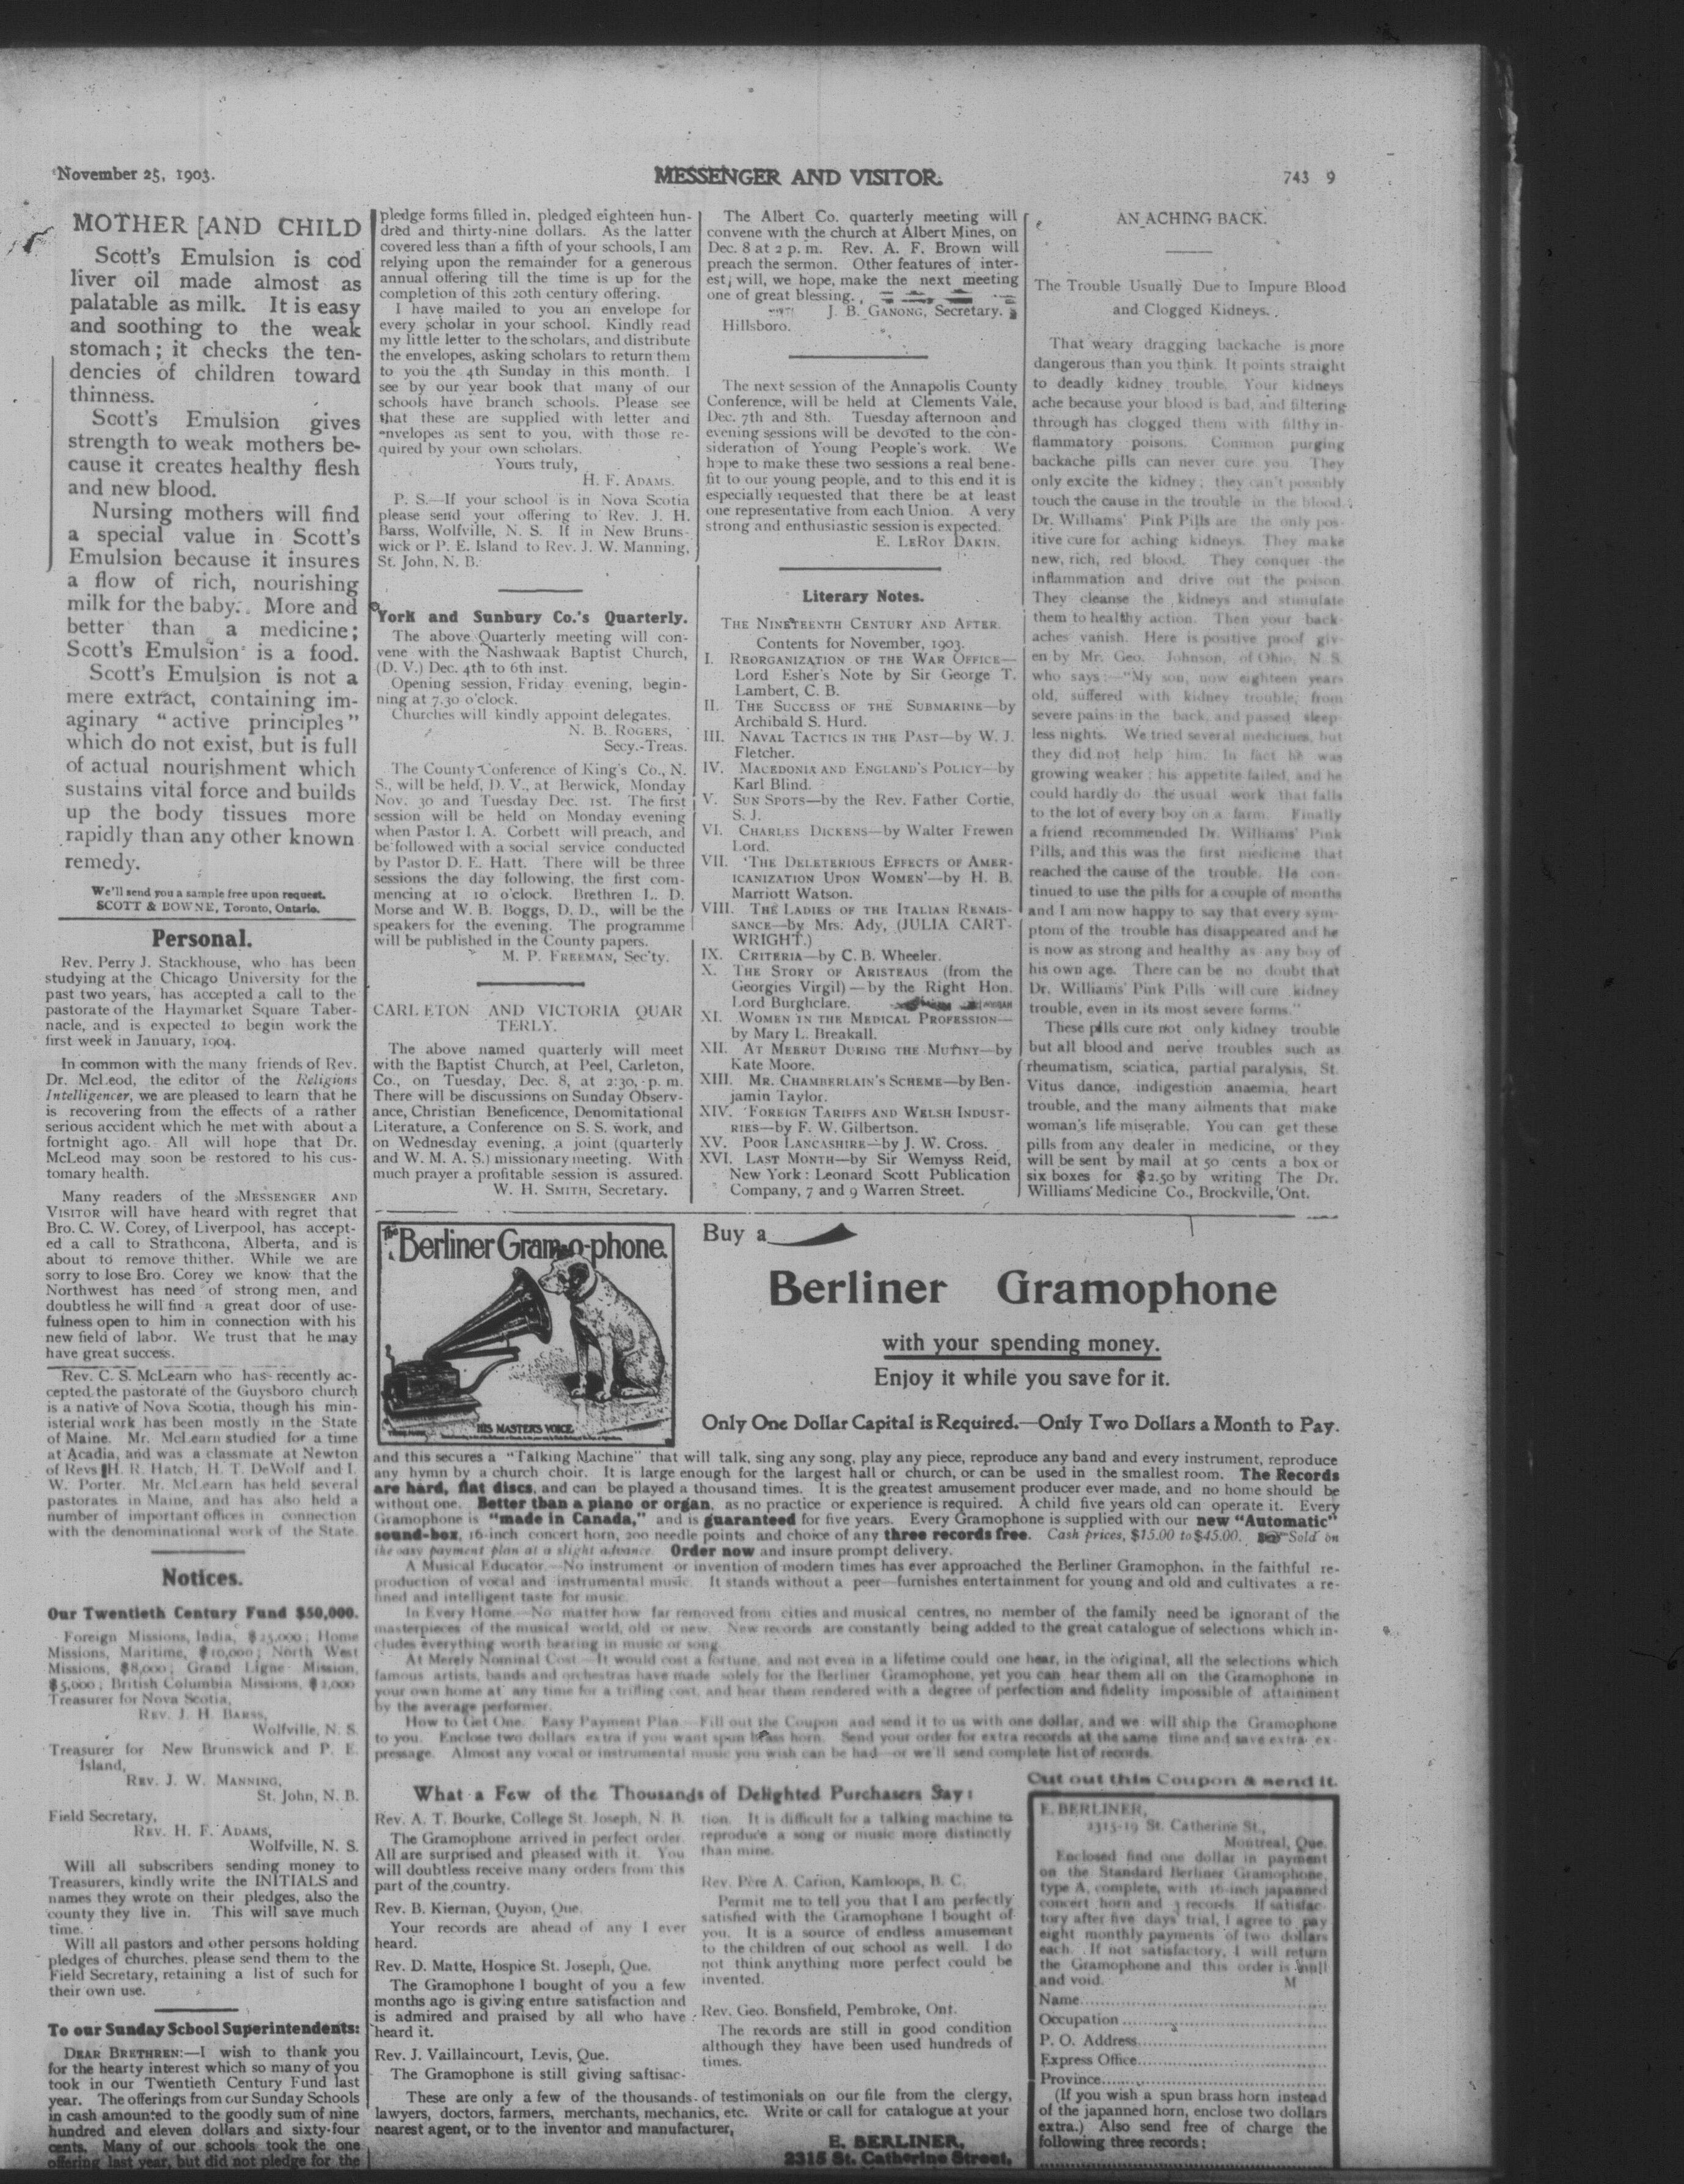 November 25, 1903.
MESSENGER AND VISITOR.
743 9
MOTHER [AND CHILD
Scott's Emulsion is cod
liver oil made almost as
palatable as milk. It is easy
and soothing to the weak
stomach; it checks the ten-
dencies of children toward
thinness.
Scott's Emulsion gives
strength to weak mothers be-
cause it creates healthy flesh
and new blood.
Nursing mothers will find
a special value in Scott's
Emulsion because it insures
a flow of rich, nourishing
milk for the baby. More and
better than a medicine;
Scott's Emulsion is a food.
Scott's Emulsion is not a
mere extract, containing im-
aginary "active principles"
which do not exist, but is full
of actual nourishment which
sustains vital force and builds
up the body tissues more
rapidly than any other known
remedy.
We'll send you a sample free upon request.
SCOTT & BOWNE, Toronto, Ontario.
Personal.
Rev. Perry J. Stackhouse, who has been
studying at the Chicago University for the
past two years, has accepted a call to the
pastorate of the Haymarket Square Taber-
nacle, and is expected to begin work the
first week in January, 1904.
In common with the many friends of Rev.
Dr. McLeod, the editor of the Religions
Intelligencer, we are pleased to learn that he
is recovering from the effects of a rather
serious accident which he met with about a
fortnight ago. All will hope that Dr.
McLeod may soon be restored to his cus-
tomary health.
Many readers of the MESSENGER AND
VISITOR will have heard with regret that
Bro. C. W. Corey, of Liverpool, has accept-
ed a call to Strathcona, Alberta, and is
about to remove thither. While we are
sorry to lose Bro. Corey we know that the
Northwest has need of strong men, and
doubtless he will find a great door of use-
fulness open to him in connection with his
new field of labor. We trust that he may
have great success.
Rev. C. S. McLearn who has recently ac-
cepted the pastorate of the Guysboro church
is a native of Nova Scotia, though his min-
isterial work has been mostly in the State
of Maine. Mr. McLearn studied for a time
at Acadia, and was a classmate at Newton
of Revs H. R. Hatch, H. T. DeWolf and I.
W. Porter. Mr. McLearn has held several
pastorates in Maine, and has also held a
number of important offices in connection
with the denominational work of the State.
Notices.
Our Twentieth Century Fund $50,000.
Foreign Missions, India, $25,000; Home
Missions, Maritime, $10,000; North West
Missions, $8,000; Grand Ligne Mission,
$5,000; British Columbia Missions, $2,000
Treasurer for Nova Scotia,
REV. J. H. BARSS,
Wolfville, N. S.
Treasurer for New Brunswick and P. E.
Island,
REV. J. W. MANNING,
St. John, N. B.
Field Secretary,
REV. H. F. ADAMS,
Wolfville, N. S.
Will all subscribers sending money to
Treasurers, kindly write the INITIALS and
names they wrote on their pledges, also the
county they live in. This will save much
time.
Will all pastors and other persons holding
pledges of churches, please send them to the
Field Secretary, retaining a list of such for
their own use.
To our Sunday School Superintendents:
DEAR BRETHREN:—I wish to thank you
for the hearty interest which so many of you
took in our Twentieth Century Fund last
year. The offerings from our Sunday Schools
in cash amounted to the goodly sum of nine
hundred and eleven dollars and sixty-four
cents. Many of our schools took the one
offering last year, but did not pledge for the
pledge forms filled in, pledged eighteen hun-
dred and thirty-nine dollars. As the latter
covered less than a fifth of your schools, I am
relying upon the remainder for a generous
annual offering till the time is up for the
completion of this 20th century offering.
I have mailed to you an envelope for
every scholar in your school. Kindly read
my little letter to the scholars, and distribute
the envelopes, asking scholars to return them
to you the 4th Sunday in this month. I
see by our year book that many of our
schools have branch schools. Please see
that these are supplied with letter and
envelopes as sent to you, with those re-
quired by your own scholars.
Yours truly,
H. F. ADAMS.
P. S.—If your school is in Nova Scotia
please send your offering to Rev. J. H.
Barss, Wolfville, N. S. If in New Bruns-
wick or P. E. Island to Rev. J. W. Manning,
St. John, N. B.
York and Sunbury Co.'s Quarterly.
The above Quarterly meeting will con-
vene with the Nashwaak Baptist Church,
(D. V.) Dec. 4th to 6th inst.
Opening session, Friday evening, begin-
ning at 7.30 o'clock.
Churches will kindly appoint delegates.
N. B. ROGERS,
Secy.-Treas.
The County Conference of King's Co., N.
S., will be held, D. V., at Berwick, Monday
Nov. 30 and Tuesday Dec. 1st. The first
session will be held on Monday evening
when Pastor I. A. Corbett will preach, and
be followed with a social service conducted
by Pastor D. E. Hatt. There will be three
sessions the day following, the first com-
mencing at 10 o'clock. Brethren L. D.
Morse and W. B. Boggs, D. D., will be the
speakers for the evening. The programme
will be published in the County papers.
M. P. FREEMAN, Sec'ty.
CARLETON AND VICTORIA QUAR
TERLY.
The above named quarterly will meet
with the Baptist Church, at Peel, Carleton,
Co., on Tuesday, Dec. 8, at 2:30, p. m.
There will be discussions on Sunday Observ-
ance, Christian Beneficence, Denomitational
Literature, a Conference on S. S. work, and
on Wednesday evening, a joint (quarterly
and W. M. A. S.) missionary meeting. With
much prayer a profitable session is assured.
W. H. SMITH, Secretary.
The Albert Co. quarterly meeting will
convene with the church at Albert Mines, on
Dec. 8 at 2 p. m. Rev. A. F. Brown will
preach the sermon. Other features of inter-
est, will, we hope, make the next meeting
one of great blessing.
J. B. GANONG, Secretary.
Hillsboro.
The next session of the Annapolis County
Conference, will be held at Clements Vale,
Dec. 7th and 8th. Tuesday afternoon and
evening sessions will be devoted to the con-
sideration of Young People's work. We
hope to make these two sessions a real bene-
fit to our young people, and to this end it is
especially requested that there be at least
one representative from each Union. A very
strong and enthusiastic session is expected.
E. LEROY DAKIN.
Literary Notes.
THE NINETEENTH CENTURY AND AFTER.
Contents for November, 1903.
I. REORGANIZATION OF THE WAR OFFICE—
Lord Esher's Note by Sir George T.
Lambert, C. B.
II. THE SUCCESS OF THE SUBMARINE—by
Archibald S. Hurd.
III. NAVAL TACTICS IN THE PAST—by W. J.
Fletcher.
IV. MACEDONIA AND ENGLAND'S POLICY—by
Karl Blind.
V. SUN SPOTS—by the Rev. Father Cortie,
S. J.
VI. CHARLES DICKENS—by Walter Frewen
Lord.
VII. 'THE DELETERIOUS EFFECTS OF AMER-
ICANIZATION UPON WOMEN'—by H. B.
Marriott Watson.
VIII. THE LADIES OF THE ITALIAN RENAIS-
SANCE—by Mrs. Ady, (JULIA CART-
WRIGHT.)
IX. CRITERIA—by C. B. Wheeler.
X. THE STORY OF ARISTEAUS (from the
Georgies Virgil)—by the Right Hon.
Lord Burghclare.
XI. WOMEN IN THE MEDICAL PROFESSION—
by Mary L. Breakall.
XII. AT MEERUT DURING THE MUTINY—by
Kate Moore.
XIII. MR. CHAMBERLAIN'S SCHEME—by Ben-
jamin Taylor.
XIV. 'FOREIGN TARIFFS AND WELSH INDUST-
RIES—by F. W. Gilbertson.
XV. POOR LANCASHIRE—by J. W. Cross.
XVI. LAST MONTH—by Sir Wemyss Reid,
New York: Leonard Scott Publication
Company, 7 and 9 Warren Street.
AN ACHING BACK.
The Trouble Usually Due to Impure Blood
and Clogged Kidneys.
That weary dragging backache is more
dangerous than you think. It points straight
to deadly kidney trouble. Your kidneys
ache because your blood is bad, and filtering
through has clogged them with filthy in-
flammatory poisons. Common purging
backache pills can never cure you. They
only excite the kidney; they can't possibly
touch the cause in the trouble in the blood.
Dr. Williams' Pink Pills are the only pos-
itive cure for aching kidneys. They make
new, rich, red blood. They conquer the
inflammation and drive out the poison.
They cleanse the kidneys and stimulate
them to healthy action. Then your back-
aches vanish. Here is positive proof giv-
en by Mr. Geo. Johnson, of Ohio, N. S.
who says:—"My son, now eighteen years
old, suffered with kidney trouble, from
severe pains in the back, and passed sleep-
less nights. We tried several medicines, but
they did not help him. In fact he was
growing weaker; his appetite failed, and he
could hardly do the usual work that falls
to the lot of every boy on a farm. Finally
a friend recommended Dr. Williams' Pink
Pills, and this was the first medicine that
reached the cause of the trouble. He con-
tinued to use the pills for a couple of months
and I am now happy to say that every sym-
ptom of the trouble has disappeared and he
is now as strong and healthy as any boy of
his own age. There can be no doubt that
Dr. Williams' Pink Pills will cure kidney
trouble, even in its most severe forms."
These pills cure not only kidney trouble
but all blood and nerve troubles such as
rheumatism, sciatica, partial paralysis, St.
Vitus dance, indigestion anaemia, heart
trouble, and the many ailments that make
woman's life miserable. You can get these
pills from any dealer in medicine, or they
will be sent by mail at 50 cents a box or
six boxes for $2.50 by writing The Dr.
Williams' Medicine Co., Brockville, Ont.
The Berliner Gram-o-phone.
HIS MASTER'S VOICE
Buy a
Berliner Gramophone
with your spending money.
Enjoy it while you save for it.
Only One Dollar Capital is Required.—Only Two Dollars a Month to Pay.
and this secures a "Talking Machine" that will talk, sing any song, play any piece, reproduce any band and every instrument, reproduce
any hymn by a church choir. It is large enough for the largest hall or church, or can be used in the smallest room. The Records
are hard, flat discs, and can be played a thousand times. It is the greatest amusement producer ever made, and no home should be
without one. Better than a piano or organ, as no practice or experience is required. A child five years old can operate it. Every
Gramophone is "made in Canada," and is guaranteed for five years. Every Gramophone is supplied with our new "Automatic"
sound-box, 16-inch concert horn, 200 needle points and choice of any three records free. Cash prices, $15.00 to $45.00. Sold on
the easy payment plan at a slight advance. Order now and insure prompt delivery.
A Musical Educator.—No instrument or invention of modern times has ever approached the Berliner Gramophon, in the faithful re-
production of vocal and instrumental music. It stands without a peer—furnishes entertainment for young and old and cultivates a re-
fined and intelligent taste for music.
In Every Home.—No matter how far removed from cities and musical centres, no member of the family need be ignorant of the
masterpieces of the musical world, old or new. New records are constantly being added to the great catalogue of selections which in-
cludes everything worth hearing in music or song.
At Merely Nominal Cost—It would cost a fortune, and not even in a lifetime could one hear, in the original, all the selections which
famous artists, bands and orchestras have made solely for the Berliner Gramophone, yet you can hear them all on the Gramophone in
your own home at any time for a trifling cost, and hear them rendered with a degree of perfection and fidelity impossible of attainment
by the average performer.
How to Get One. Easy Payment Plan—Fill out the Coupon and send it to us with one dollar, and we will ship the Gramophone
to you. Enclose two dollars extra if you want spun brass horn. Send your order for extra records at the same time and save extra ex-
pressage. Almost any vocal or instrumental music you wish can be had—or we'll send complete list of records.
What a Few of the Thousands of Delighted Purchasers Say:
Rev. A. T. Bourke, College St. Joseph, N. B.
The Gramophone arrived in perfect order.
All are surprised and pleased with it. You
will doubtless receive many orders from this
part of the country.
Rev. B. Kiernan, Quyon, Que.
Your records are ahead of any I ever
heard.
Rev. D. Matte, Hospice St. Joseph, Que.
The Gramophone I bought of you a few
months ago is giving entire satisfaction and
is admired and praised by all who have
heard it.
Rev. J. Vaillaincourt, Levis, Que.
The Gramophone is still giving saftisac-
tion. It is difficult for a talking machine to
reproduce a song or music more distinctly
than mine.
Rev. Père A. Carion, Kamloops, B. C.
Permit me to tell you that I am perfectly
satisfied with the Gramophone I bought of
you. It is a source of endless amusement
to the children of our school as well. I do
not think anything more perfect could be
invented.
Rev. Geo. Bonsfield, Pembroke, Ont.
The records are still in good condition
although they have been used hundreds of
times.
These are only a few of the thousands of testimonials on our file from the clergy,
lawyers, doctors, farmers, merchants, mechanics, etc. Write or call for catalogue at your
nearest agent, or to the inventor and manufacturer,
E. BERLINER,
2315 St. Catherine Street,
Cut out this Coupon & send it.
E. BERLINER,
2315-19 St. Catherine St.,
Montreal, Que.
Enclosed find one dollar in payment
on the Standard Berliner Gramophone,
type A, complete, with 16-inch japanned
concert horn and 3 records. If satisfac-
tory after five days' trial, I agree to pay
eight monthly payments of two dollars
each. If not satisfactory, I will return
the Gramophone and this order is null
and void. M
Name
Occupation
P. O. Address
Express Office
Province
(If you wish a spun brass horn instead
of the japanned horn, enclose two dollars
extra.) Also send free of charge the
following three records: